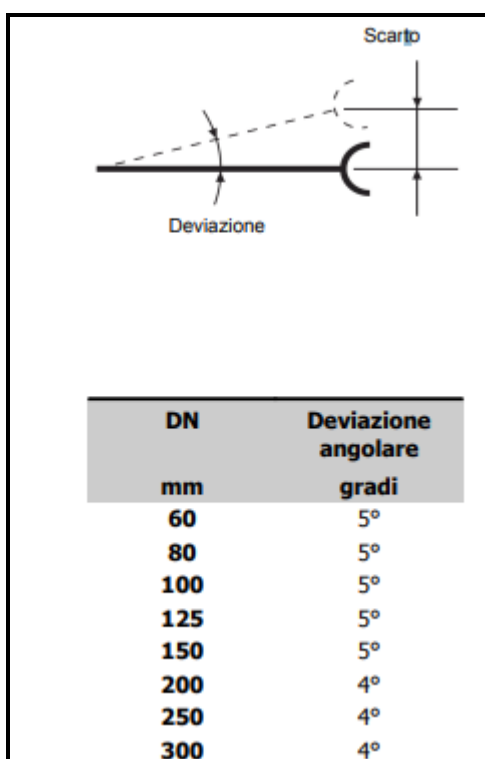 Scarto
Deviazione
DN Deviazione
angolare
mm gradi
60 5°
80 5°
100 5°
125 5°
150 5°
200 4°
250 4°
300 4°